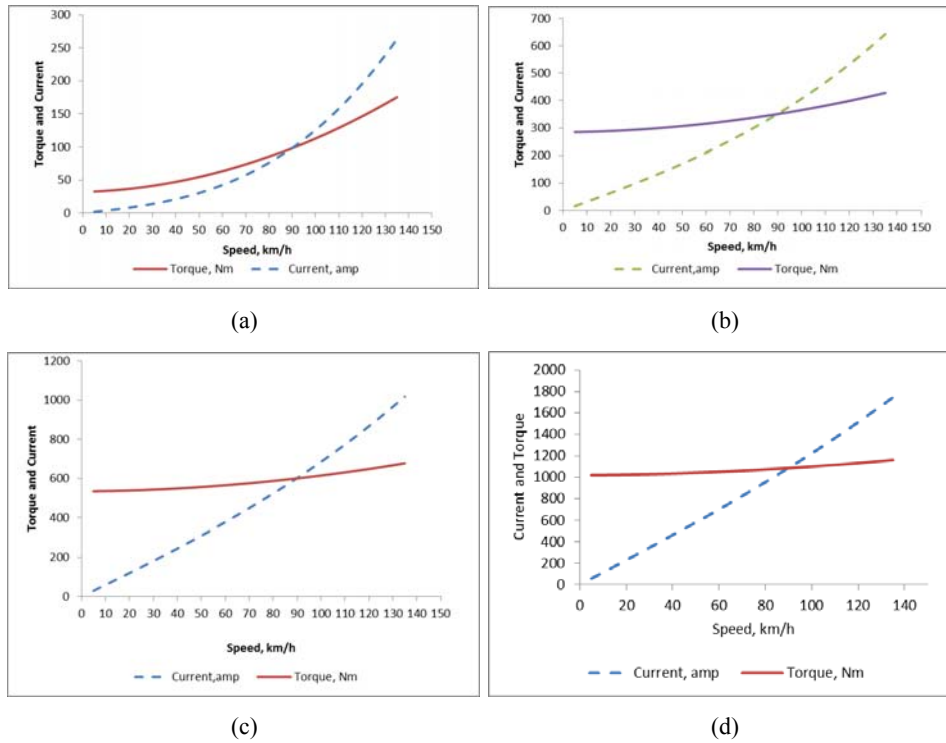 300
250
200
150
100
50
0
Torque and Current
0 10 20 30 40 50 60 70 80 90 100 110 120 130 140 150
Speed, km/h
Torque, Nm Current, amp
(a)
700
600
500
400
300
200
100
0
Torque and Current
0 10 20 30 40 50 60 70 80 90 100 110 120 130 140 150
Speed, km/h
Current,amp Torque, Nm
(b)
1200
1000
800
600
400
200
0
Torque and Current
0 10 20 30 40 50 60 70 80 90 100 110 120 130 140 150
Speed, km/h
Current,amp Torque, Nm
(c)
2000
1800
1600
1400
1200
1000
800
600
400
200
0
Current and Torque
0 20 40 60 80 100 120 140
Speed, km/h
Current, amp Torque, Nm
(d)